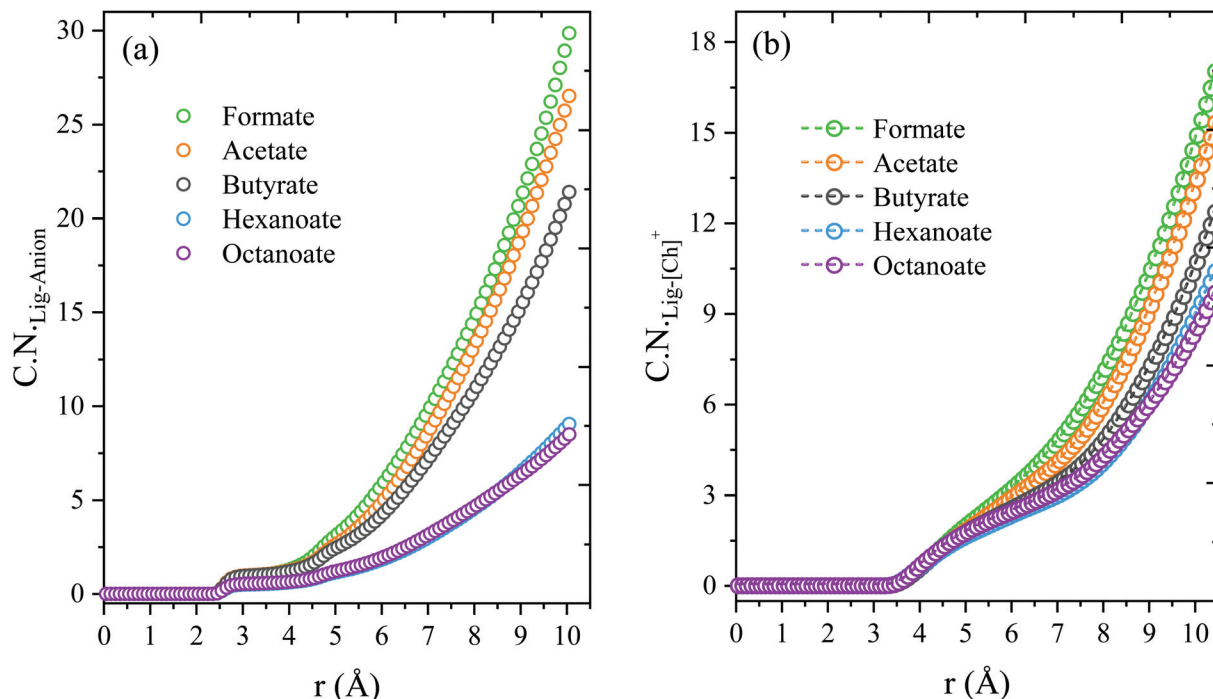 (a)
30
25
20
15
10
5
0
C.N.Lig-Anion
Formate
Acetate
Butyrate
Hexanoate
Octanoate
0 1 2 3 4 5 6 7 8 9 10
r (Å)
(b)
18
15
12
9
6
3
0
C.N.Lig-[Ch]+
Formate
Acetate
Butyrate
Hexanoate
Octanoate
0 1 2 3 4 5 6 7 8 9 10
r (Å)